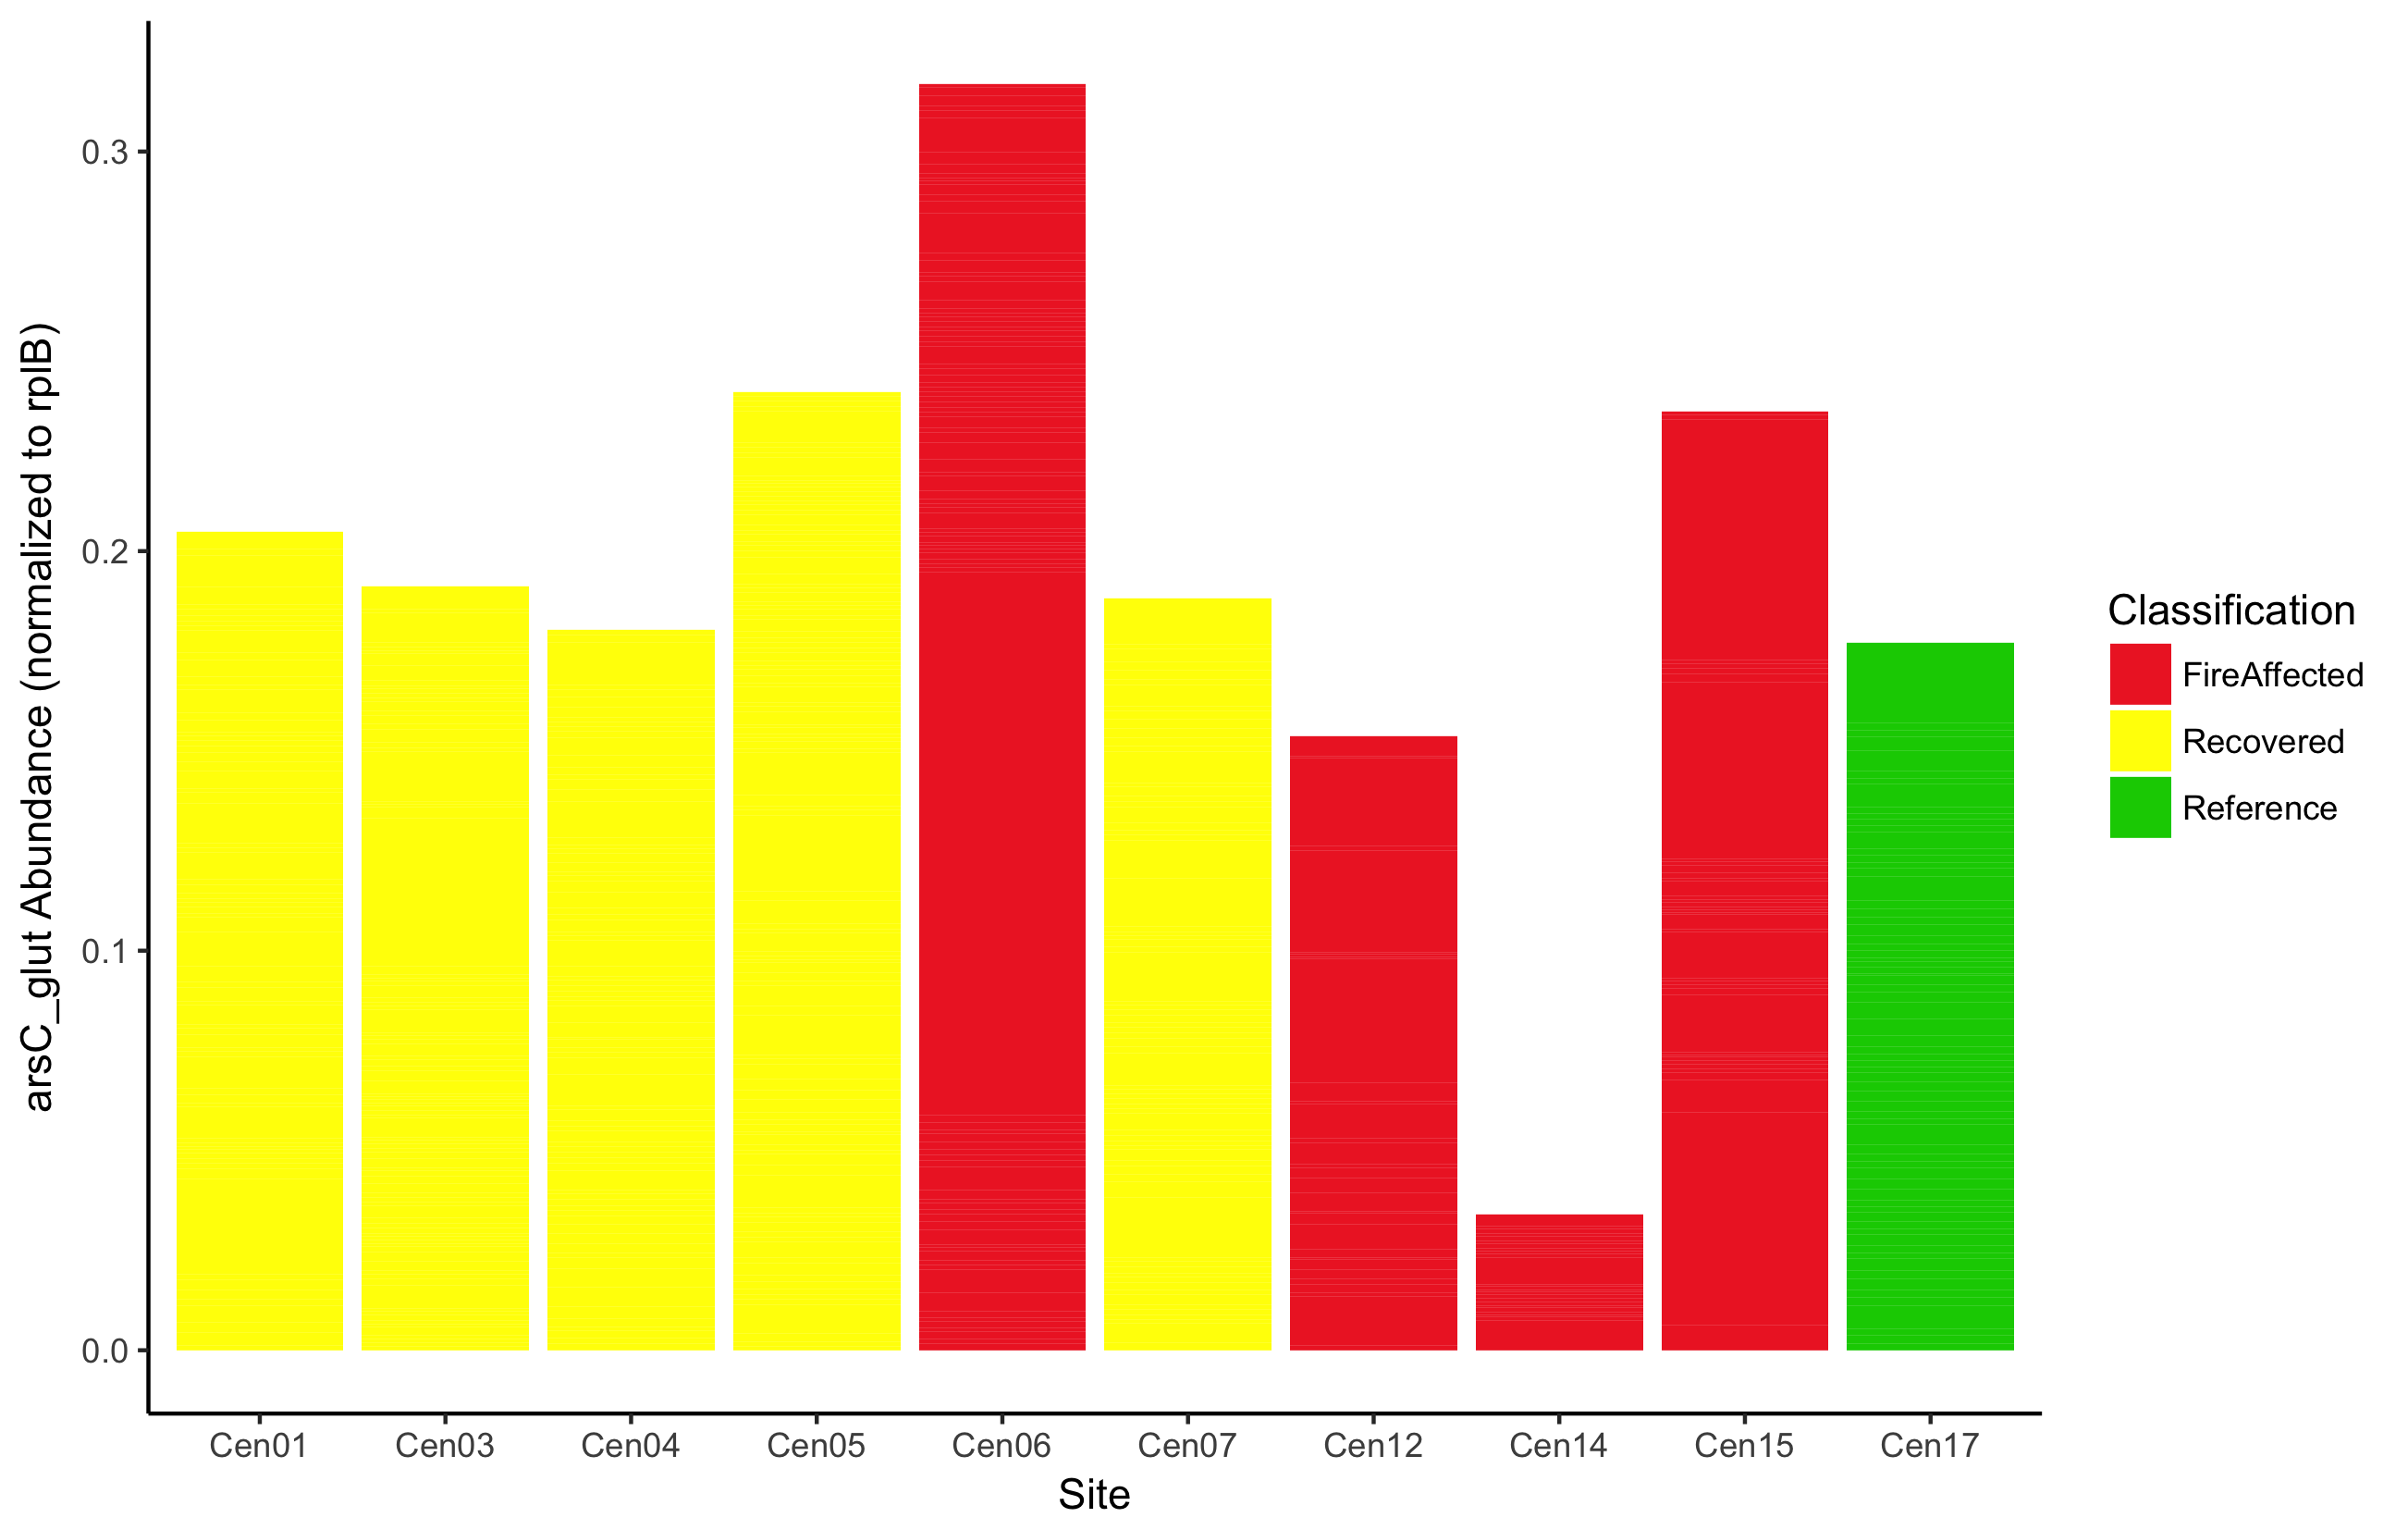 arsC_glut Abundance (normalized to rplB)
0.3
0.2
0.1
0.0
Cen01 Cen03 Cen04 Cen05 Cen06 Cen07 Cen12 Cen14 Cen15 Cen17
Site
Classification
FireAffected
Recovered
Reference